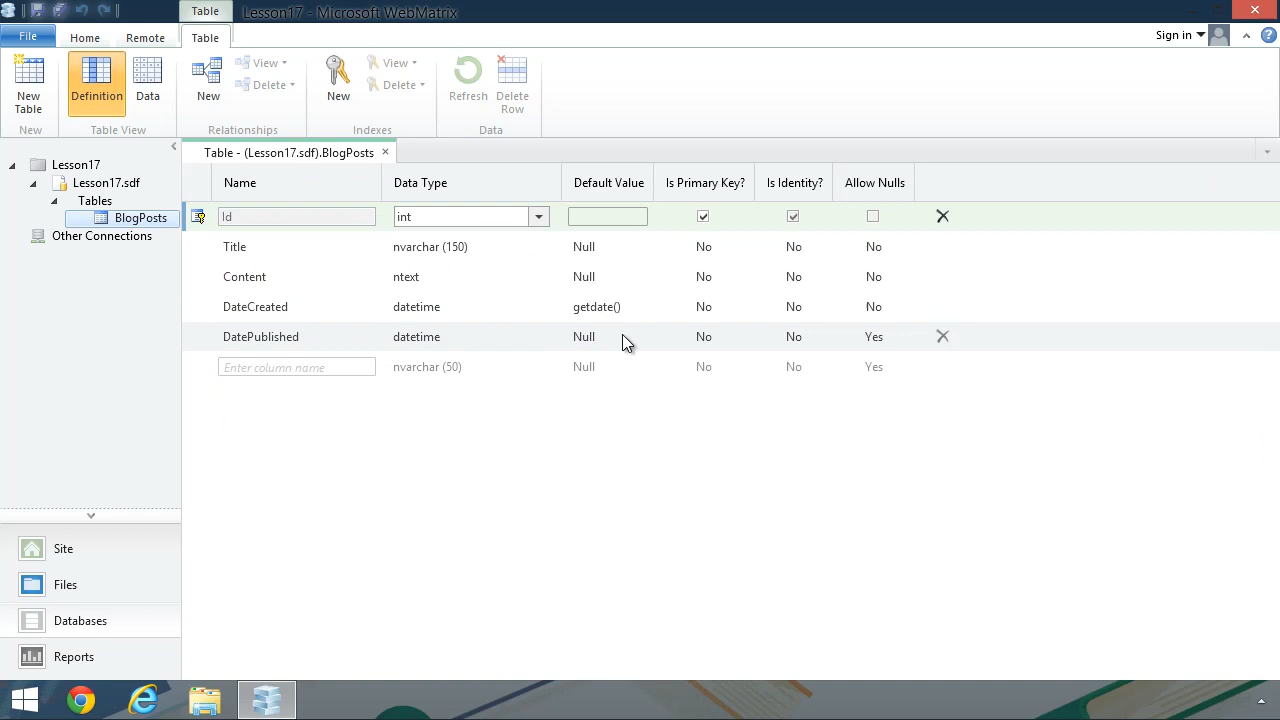 Table
Lesson17 - Microsoft WebMatrix
File
Home
Remote
Table
Sign in
New Table
Definition
Data
New
View
Delete
New
View
Delete
Refresh
Delete Row
New
Table View
Relationships
Indexes
Data
Lesson17
Lesson17.sdf
Tables
BlogPosts
Other Connections
Table - (Lesson17.sdf).BlogPosts
Name Data Type Default Value Is Primary Key? Is Identity? Allow Nulls
Id int
Title nvarchar (150) Null No No No
Content ntext Null No No No
DateCreated datetime getdate() No No No
DatePublished datetime Null No No Yes
Enter column name nvarchar (50) Null No No Yes
Site
Files
Databases
Reports